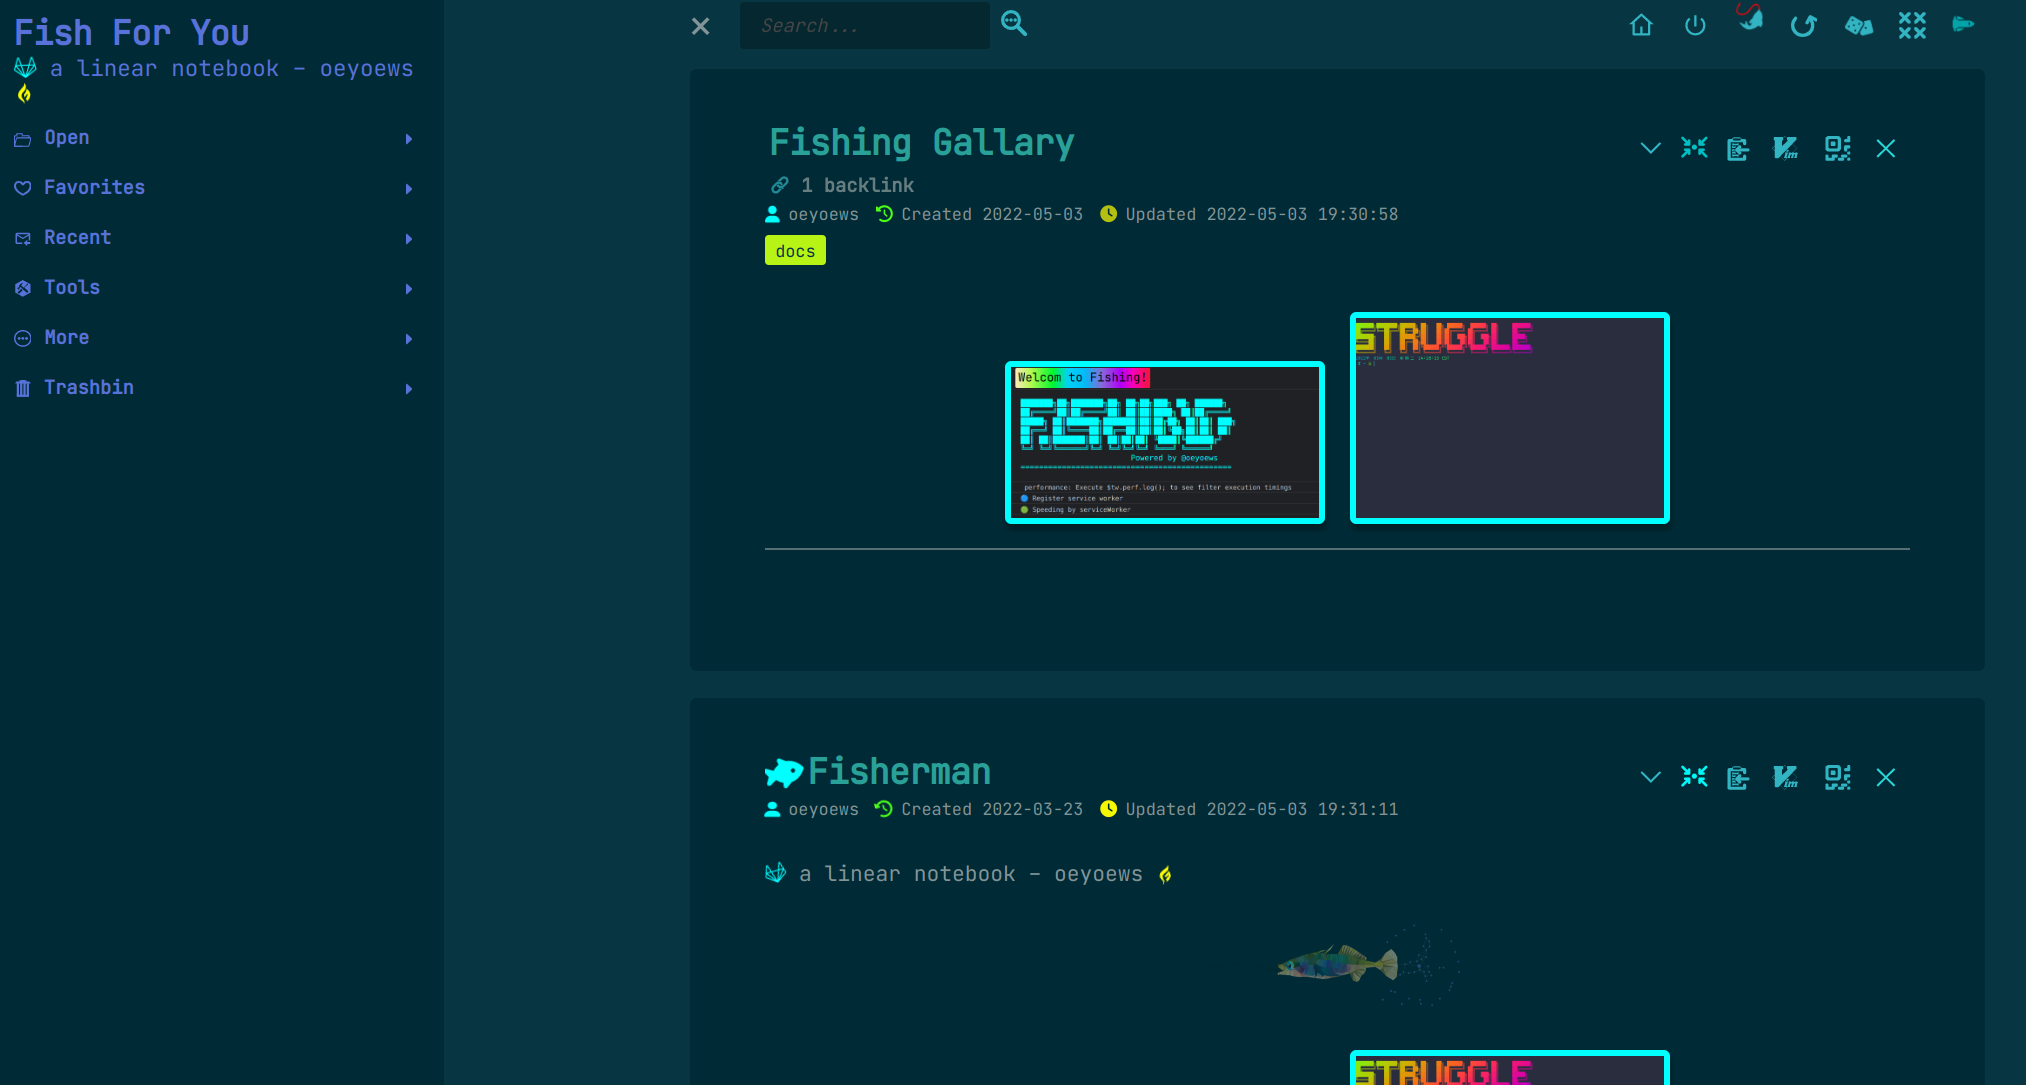 Fish For You
a linear notebook - oeyoews
Open
Favorites
Recent
Tools
More
Trashbin
Search...
Fishing Gallary
1 backlink
oeyoews Created 2022-05-03 Updated 2022-05-03 19:30:58
docs
Welcom to Fishing!
FISHING
Powered by @oeyoews
performance: Execute $tw.perf.log(); to see filter execution timings
Register service worker
Speeding by serviceWorker
STRUGGLE
Fisherman
oeyoews Created 2022-03-23 Updated 2022-05-03 19:31:11
a linear notebook - oeyoews
STRUGGLE